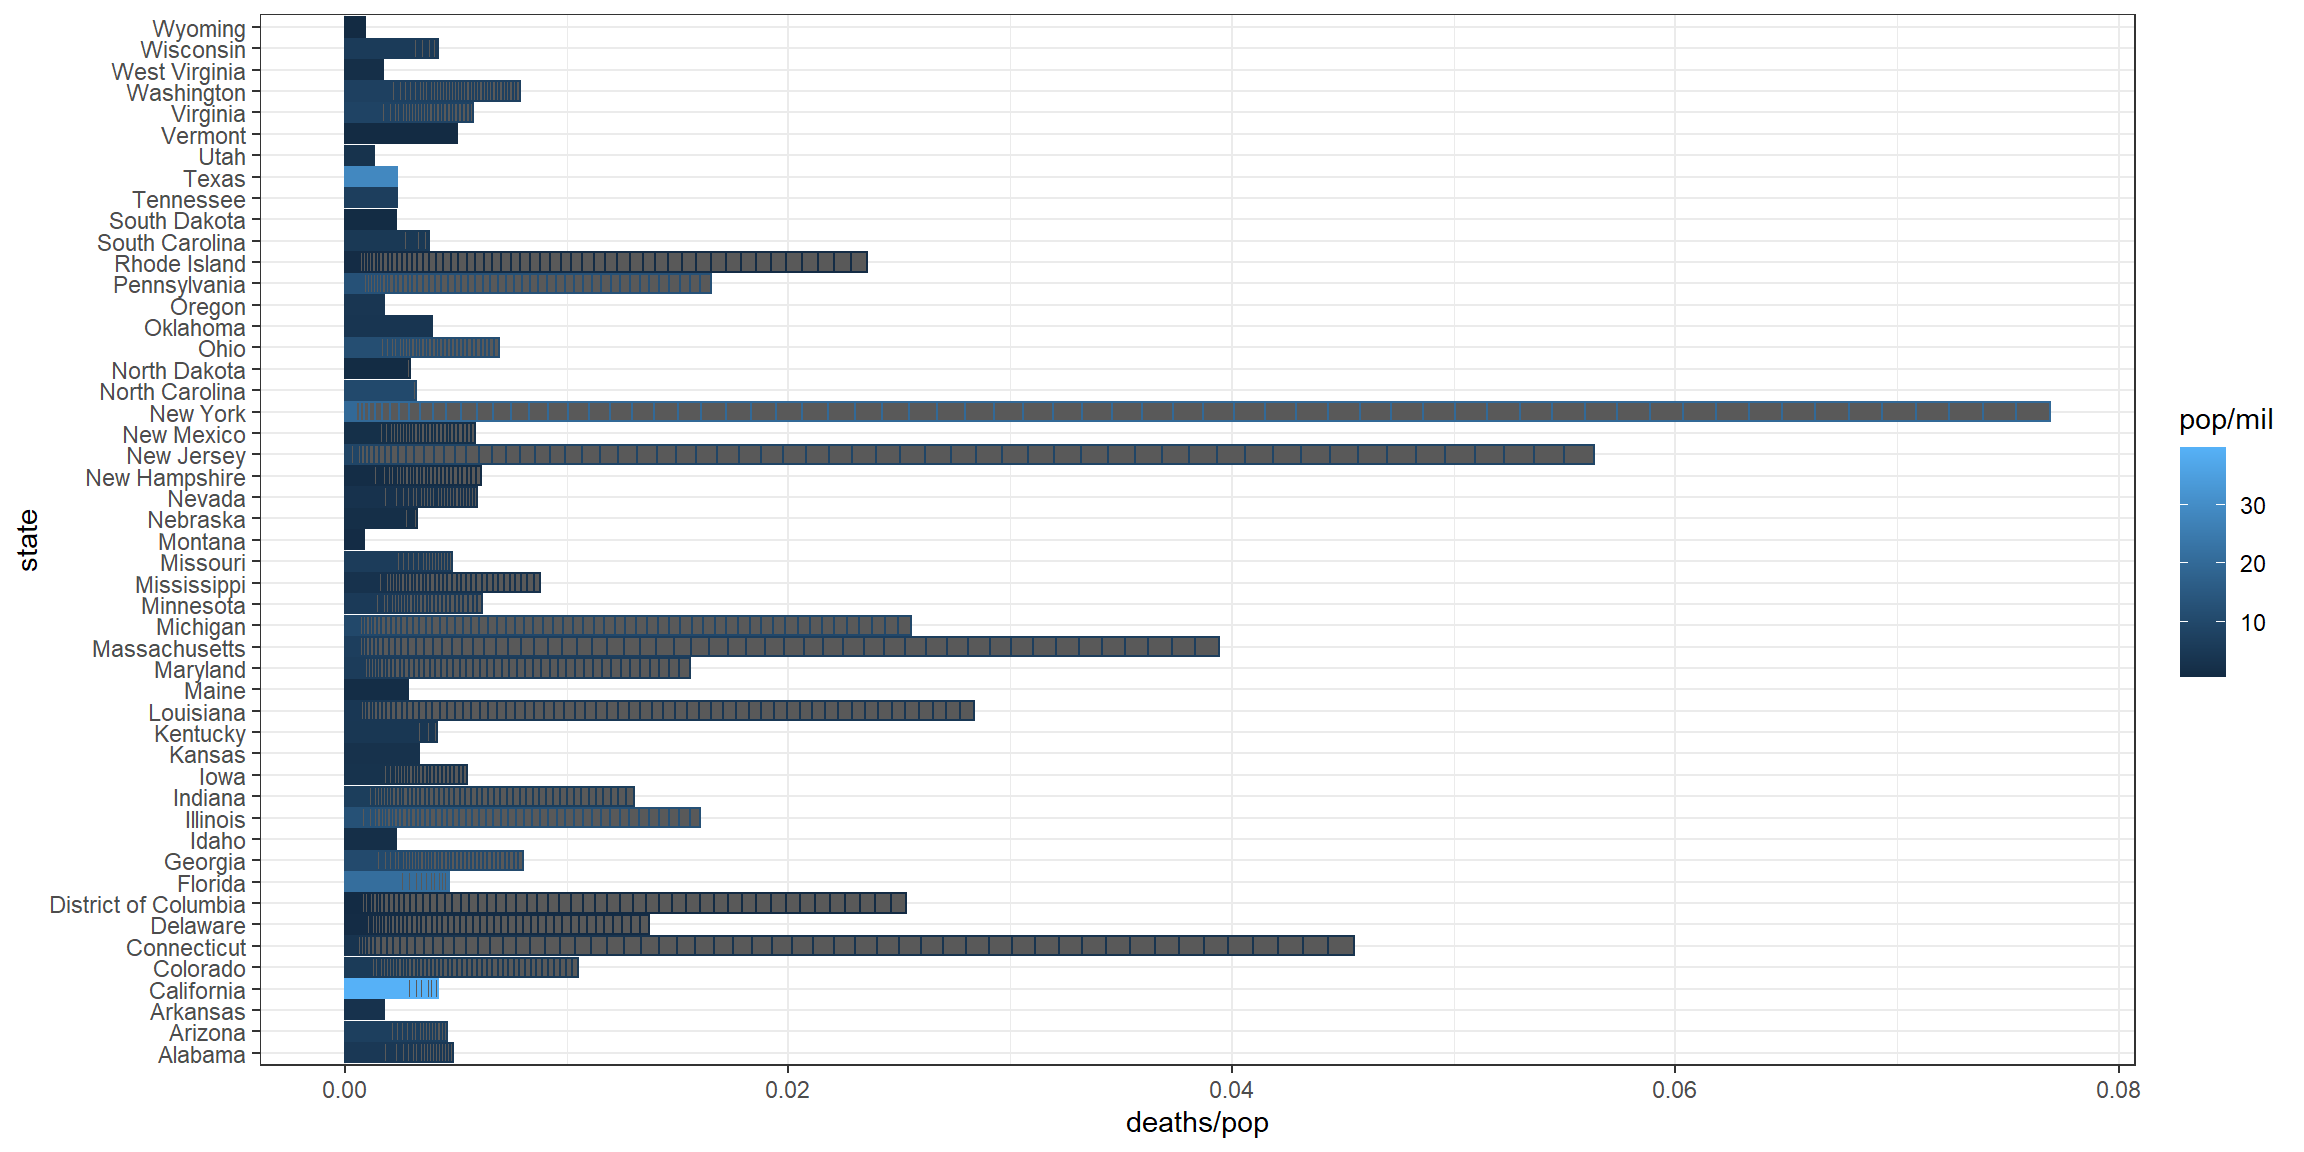 Wyoming
Wisconsin
West Virginia
Washington
Virginia
Vermont
Utah
Texas
Tennessee
South Dakota
South Carolina
Rhode Island
Pennsylvania
Oregon
Oklahoma
Ohio
North Dakota
North Carolina
New York
New Mexico
New Jersey
New Hampshire
Nevada
Nebraska
Montana
Missouri
Mississippi
Minnesota
Michigan
Massachusetts
Maryland
Maine
Louisiana
Kentucky
Kansas
Iowa
Indiana
Illinois
Idaho
Georgia
Florida
District of Columbia
Delaware
Connecticut
Colorado
California
Arkansas
Arizona
Alabama
state
0.00 0.02 0.04 0.06 0.08
deaths/pop
pop/mil
30
20
10